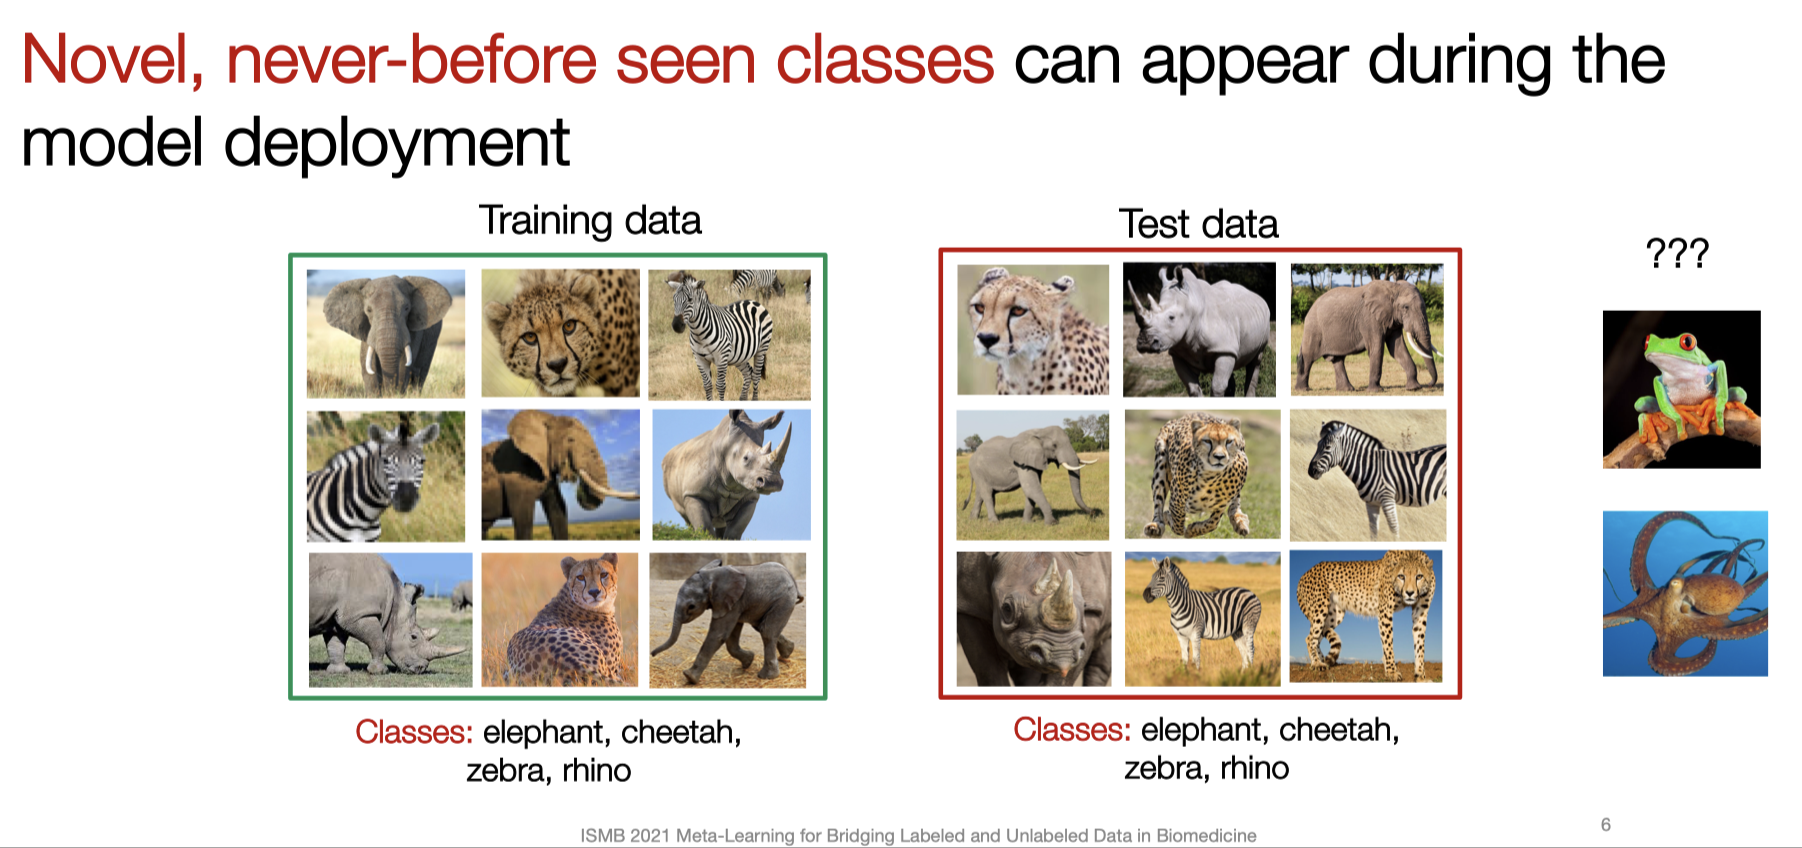 Novel, never-before seen classes can appear during the
model deployment
Training data
Test data
???
Classes: elephant, cheetah,
zebra, rhino
Classes: elephant, cheetah,
zebra, rhino
ISMB 2021 Meta-Learning for Bridging Labeled and Unlabeled Data in Biomedicine
6